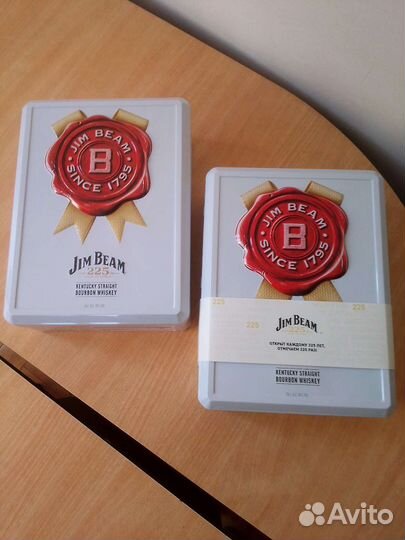 JIM BEAM
B
SINCE 1795
JIM BEAM
225
KENTUCKY STRAIGHT
BOURBON WHISKEY
JIM BEAM
B
SINCE 1795
225
225
225
JIM BEAM
225
ОТКРЫТ КАЖДОМУ 225 ЛЕТ,
ОТМЕЧАЕМ 225 РАЗ!
KENTUCKY STRAIGHT
BOURBON WHISKEY
Avito